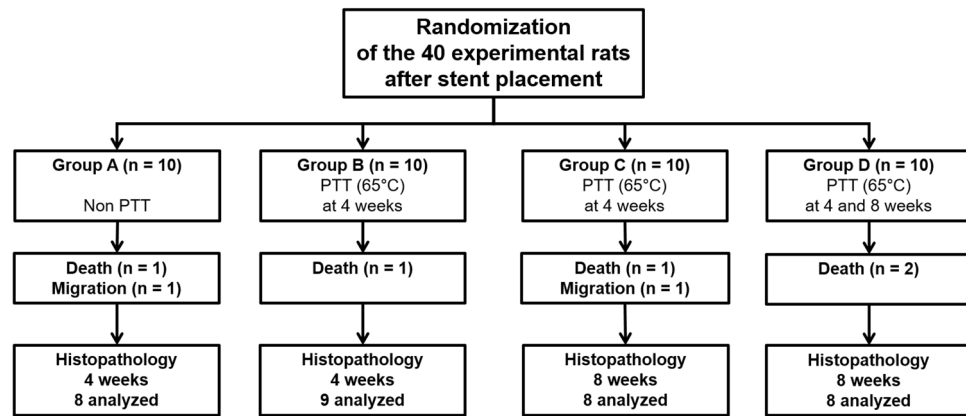 Randomization
of the 40 experimental rats
after stent placement
Group A (n = 10)
Non PTT
Group B (n = 10)
PTT (65°C)
at 4 weeks
Group C (n = 10)
PTT (65°C)
at 4 weeks
Group D (n = 10)
PTT (65°C)
at 4 and 8 weeks
Death (n = 1)
Migration (n = 1)
Death (n = 1)
Death (n = 1)
Migration (n = 1)
Death (n = 2)
Histopathology
4 weeks
8 analyzed
Histopathology
4 weeks
9 analyzed
Histopathology
8 weeks
8 analyzed
Histopathology
8 weeks
8 analyzed